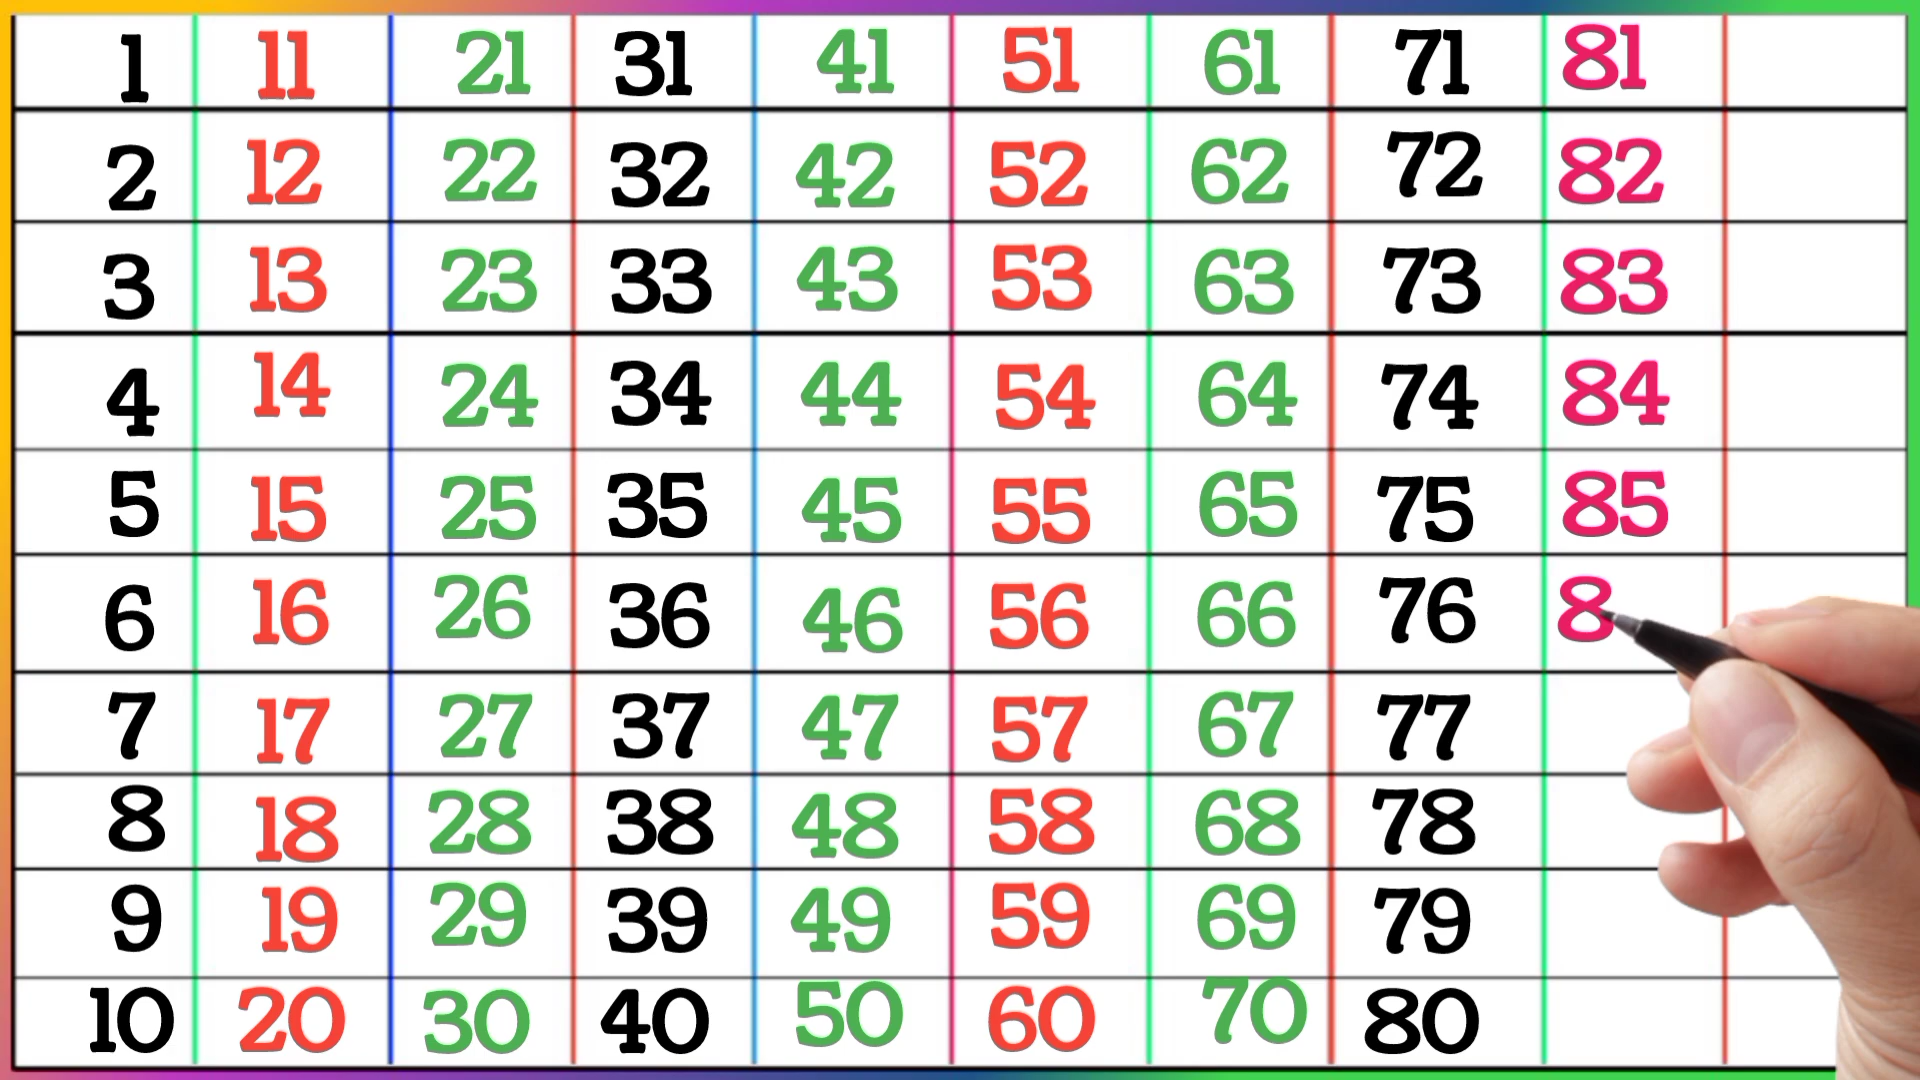 1 11 21 31 41 51 61 71 81
2 12 22 32 42 52 62 72 82
3 13 23 33 43 53 63 73 83
4 14 24 34 44 54 64 74 84
5 15 25 35 45 55 65 75 85
6 16 26 36 46 56 66 76 8
7 17 27 37 47 57 67 77
8 18 28 38 48 58 68 78
9 19 29 39 49 59 69 79
10 20 30 40 50 60 70 80